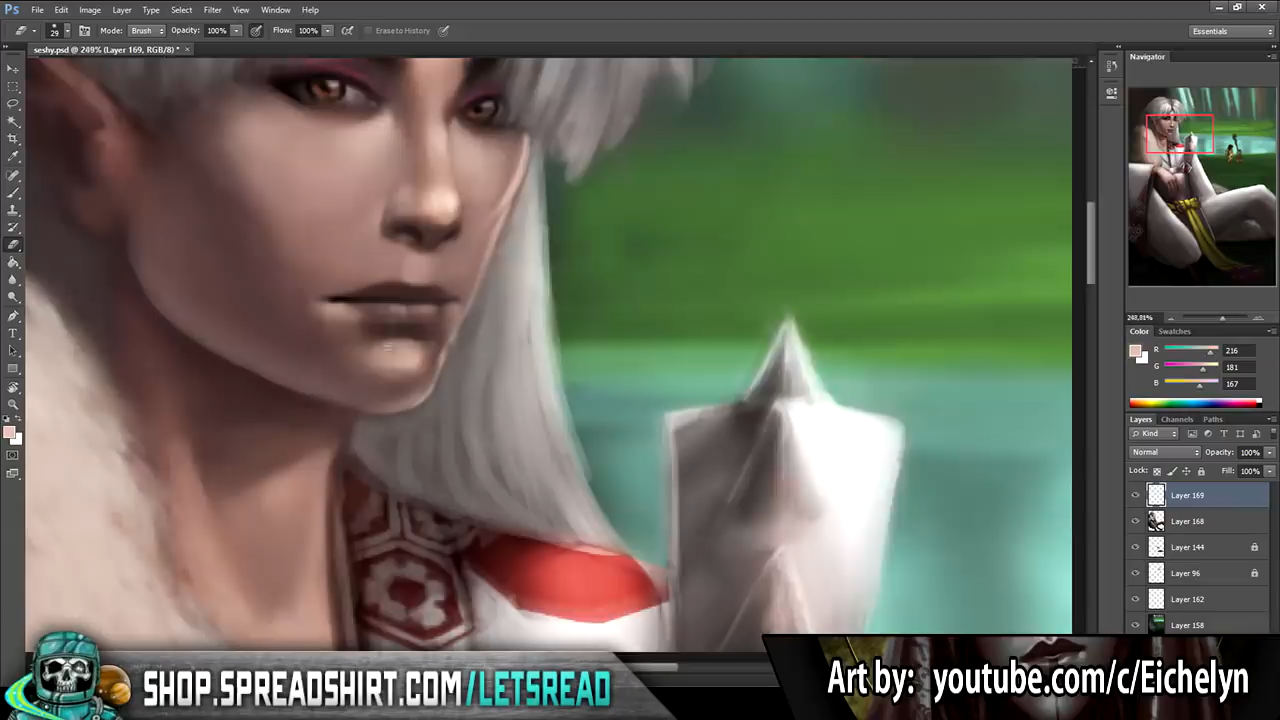 Ps File Edit Image Layer Type Select Filter View Window Help
29 Mode: Brush Opacity: 100% Flow: 100% Erase to History Essentials
seshy.psd @ 249% (Layer 169, RGB/8) * ×
Navigator
248.81%
Color Swatches
R 216
G 181
B 167
Layers Channels Paths
Kind
Normal Opacity: 100%
Lock: Fill: 100%
Layer 169
Layer 168
Layer 144
Layer 96
Layer 162
Layer 158
SHOP.SPREADSHIRT.COM/LETSREAD
Art by: youtube.com/c/Eichelyn